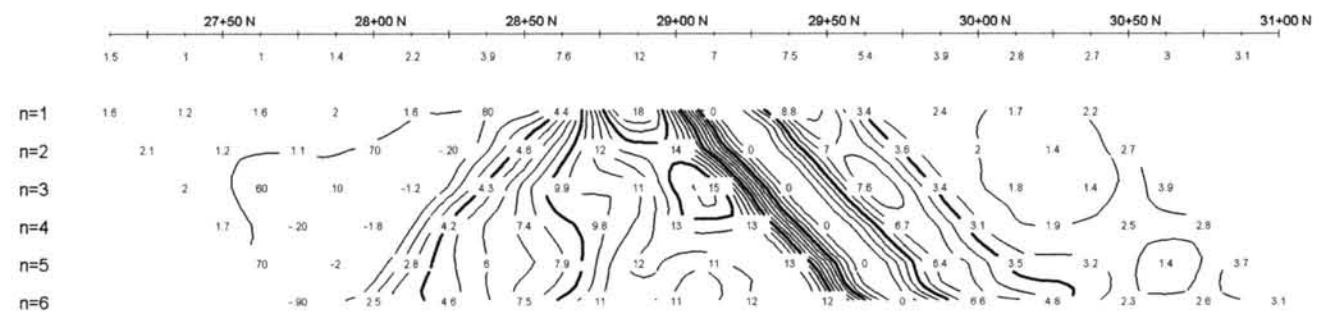 27+50 N 28+00 N 28+50 N 29+00 N 29+50 N 30+00 N 30+50 N 31+00 N
1.5 1 1 1.4 2.2 3.9 7.6 12 7 7.5 5.4 3.9 2.8 2.7 3 3.1
n=1 1.6 1.2 1.6 2 1.6 80 4.4 18 0 8.8 3.4 2.4 1.7 2.2
n=2 2.1 1.2 1.1 70 -.20 4.6 12 14 0 7 3.6 2 1.4 2.7
n=3 2 60 10 -1.2 4.3 9.9 11 15 0 7.6 3.4 1.8 1.4 3.9
n=4 1.7 -.20 -1.8 4.2 7.4 9.8 13 13 0 6.7 3.1 1.9 2.5 2.8
n=5 70 -2 2.8 6 7.9 12 11 13 0 6.4 3.5 3.2 1.4 3.7
n=6 -.90 2.5 4.6 7.5 11 11 12 12 0 6.6 4.8 2.3 2.6 3.1